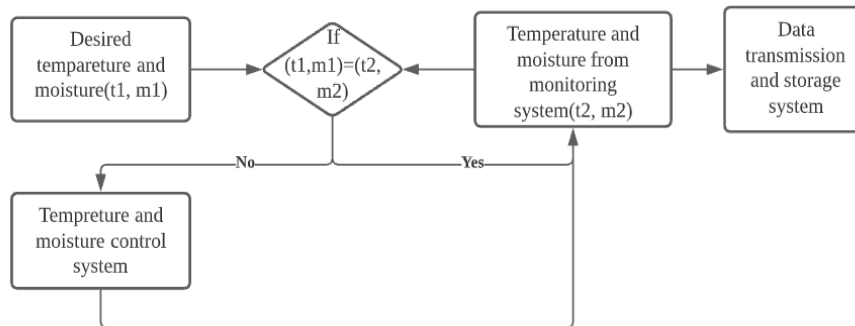 Desired
tempareture and
moisture(t1, m1)
If
(t1,m1)=(t2,
m2)
Temperature and
moisture from
monitoring
system(t2, m2)
Data
transmission
and storage
system
No
Yes
Tempreture and
moisture control
system